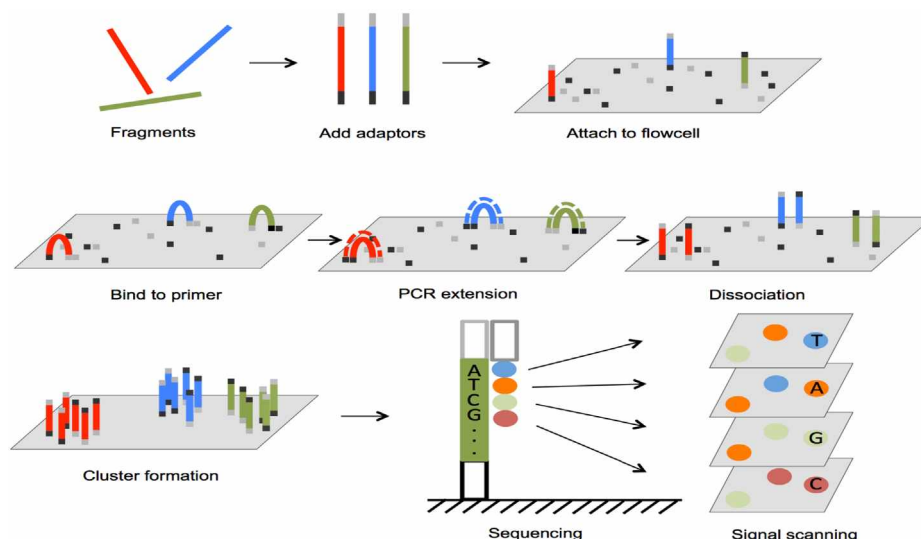 Fragments
Add adaptors
Attach to flowcell
Bind to primer
PCR extension
Dissociation
Cluster formation
A
T
C
G
.
.
.
Sequencing
T
A
G
C
Signal scanning